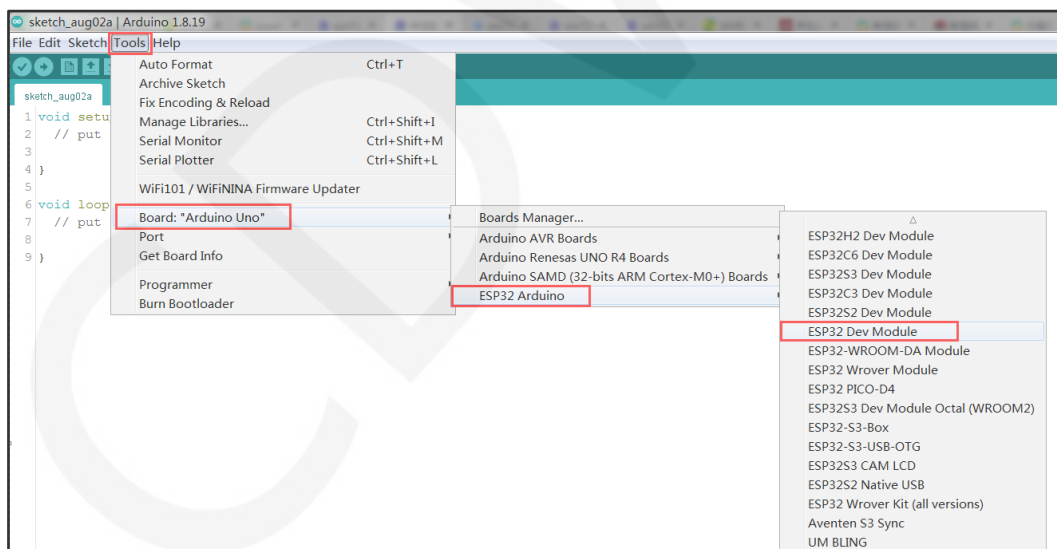 sketch_aug02a | Arduino 1.8.19
File Edit Sketch Tools Help
sketch_aug02a
Auto Format Ctrl+T
Archive Sketch
Fix Encoding & Reload
Manage Libraries... Ctrl+Shift+I
Serial Monitor Ctrl+Shift+M
Serial Plotter Ctrl+Shift+L
WiFi101 / WiFiNINA Firmware Updater
Board: "Arduino Uno"
Port
Get Board Info
Programmer
Burn Bootloader
1 void setu
2 // put
3
4 }
5
6 void loop
7 // put
8
9 }
Boards Manager...
Arduino AVR Boards
Arduino Renesas UNO R4 Boards
Arduino SAMD (32-bits ARM Cortex-M0+) Boards
ESP32 Arduino
ESP32H2 Dev Module
ESP32C6 Dev Module
ESP32S3 Dev Module
ESP32C3 Dev Module
ESP32S2 Dev Module
ESP32 Dev Module
ESP32-WROOM-DA Module
ESP32 Wrover Module
ESP32 PICO-D4
ESP32S3 Dev Module Octal (WROOM2)
ESP32-S3-Box
ESP32-S3-USB-OTG
ESP32S3 CAM LCD
ESP32S2 Native USB
ESP32 Wrover Kit (all versions)
Aventen S3 Sync
UM BLING